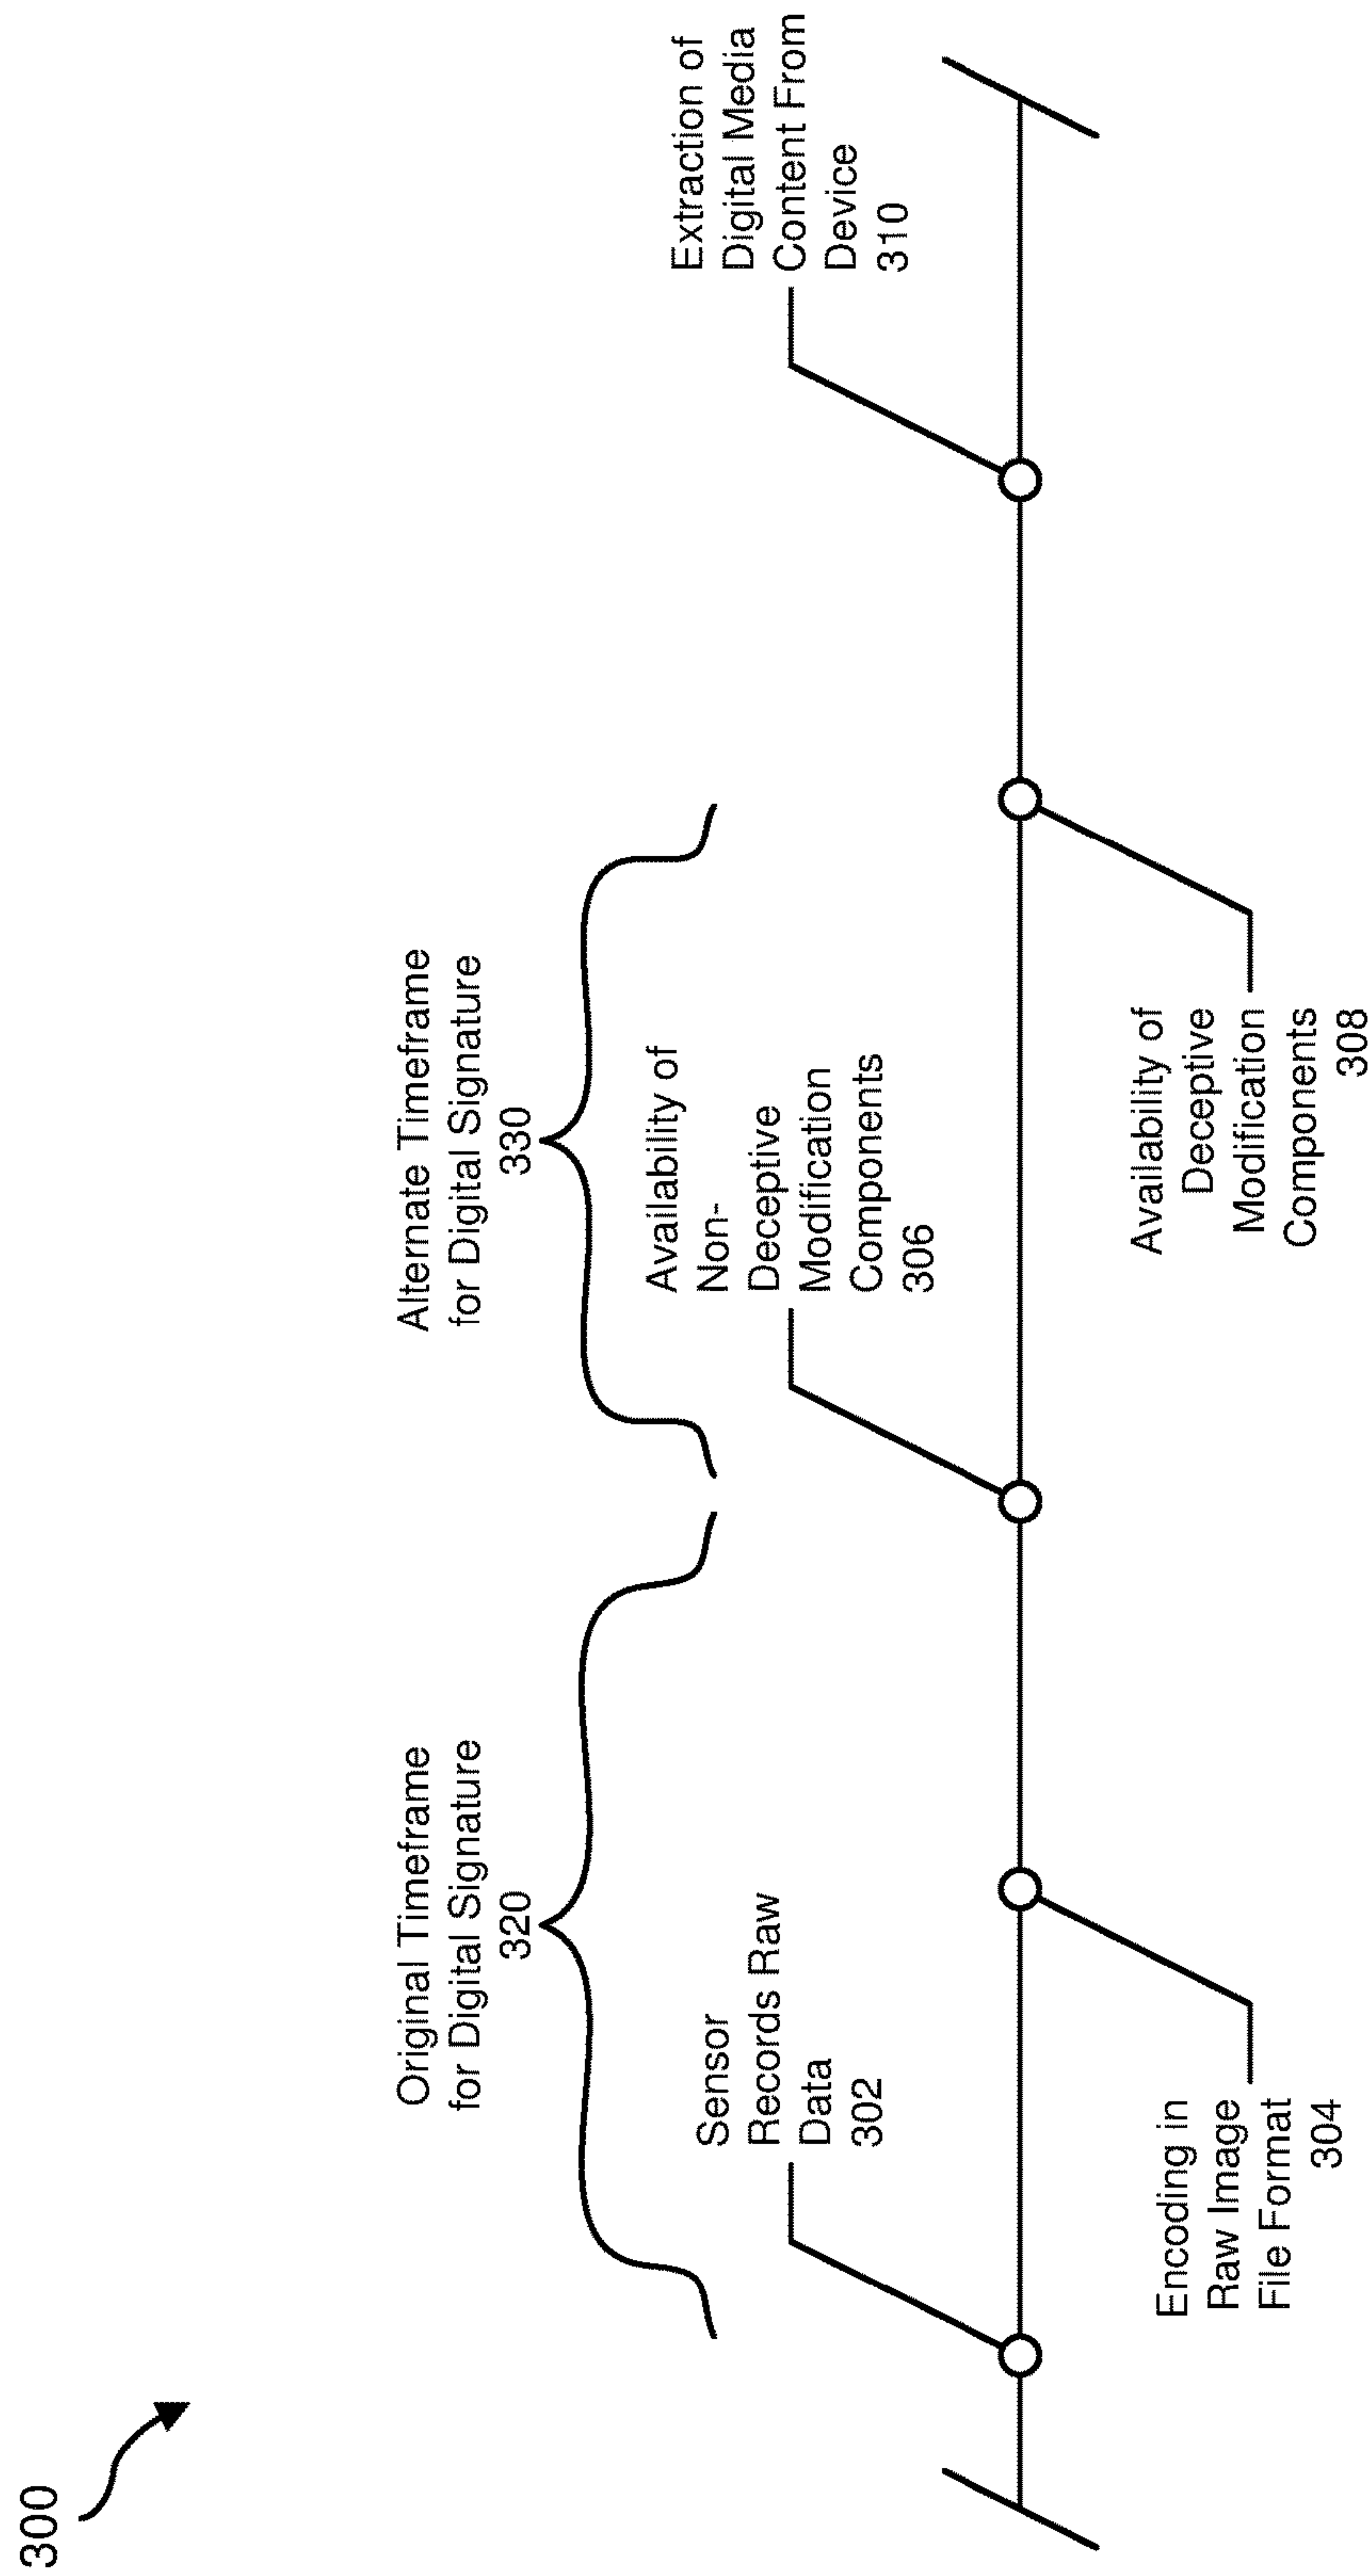 300
Original Timeframe
for Digital Signature
320
Alternate Timeframe
for Digital Signature
330
Sensor
Records Raw
Data
302
Availability of
Non-
Deceptive
Modification
Components
306
Extraction of
Digital Media
Content From
Device
310
Encoding in
Raw Image
File Format
304
Availability of
Deceptive
Modification
Components
308